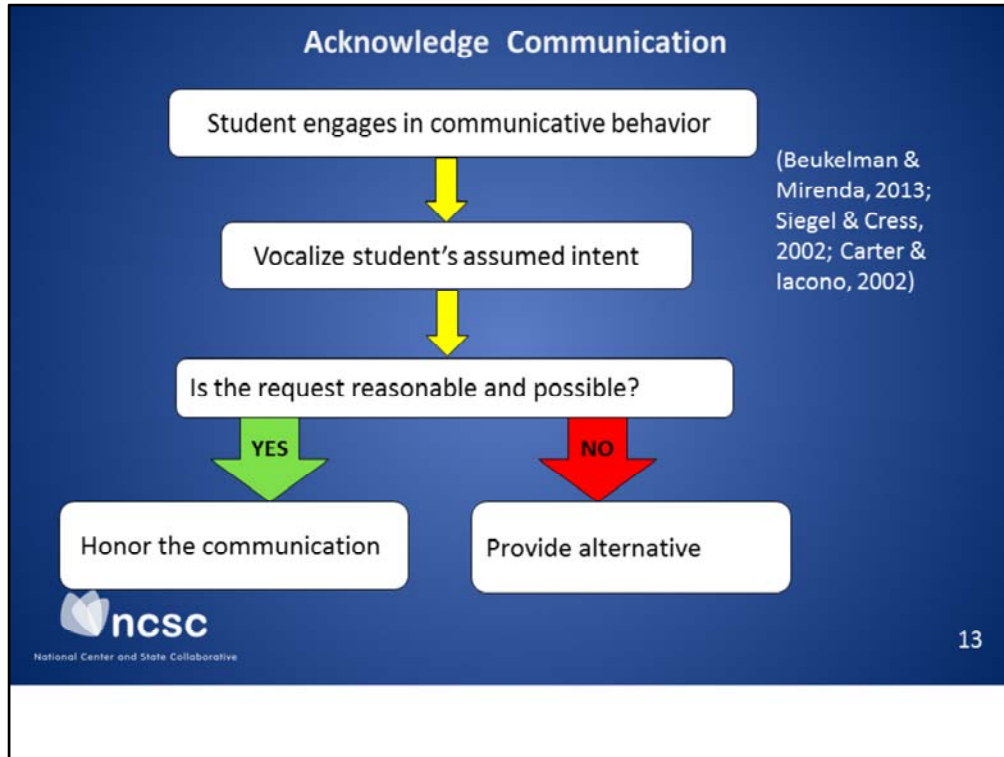 Acknowledge Communication
Student engages in communicative behavior
(Beukelman &
Mirenda, 2013;
Siegel & Cress,
2002; Carter &
Iacono, 2002)
Vocalize student's assumed intent
Is the request reasonable and possible?
YES
NO
Honor the communication
Provide alternative
ncsc
National Center and State Collaborative
13